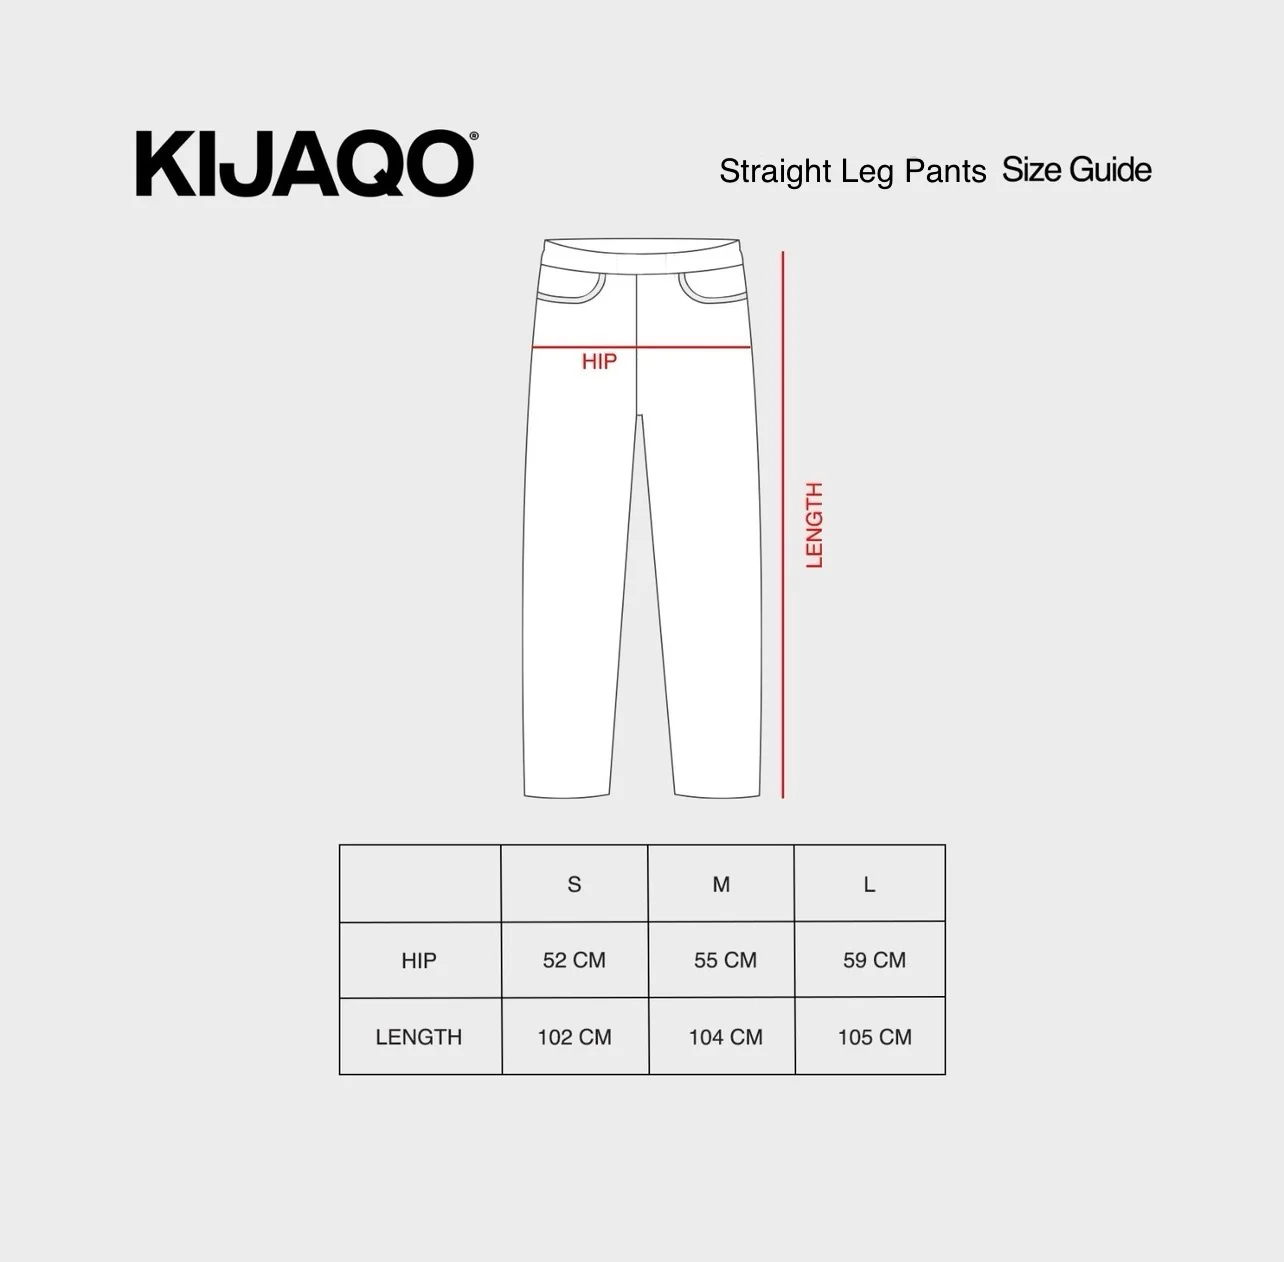 KIJAQO®
Straight Leg Pants Size Guide
HIP
LENGTH
S M L
HIP 52 CM 55 CM 59 CM
LENGTH 102 CM 104 CM 105 CM